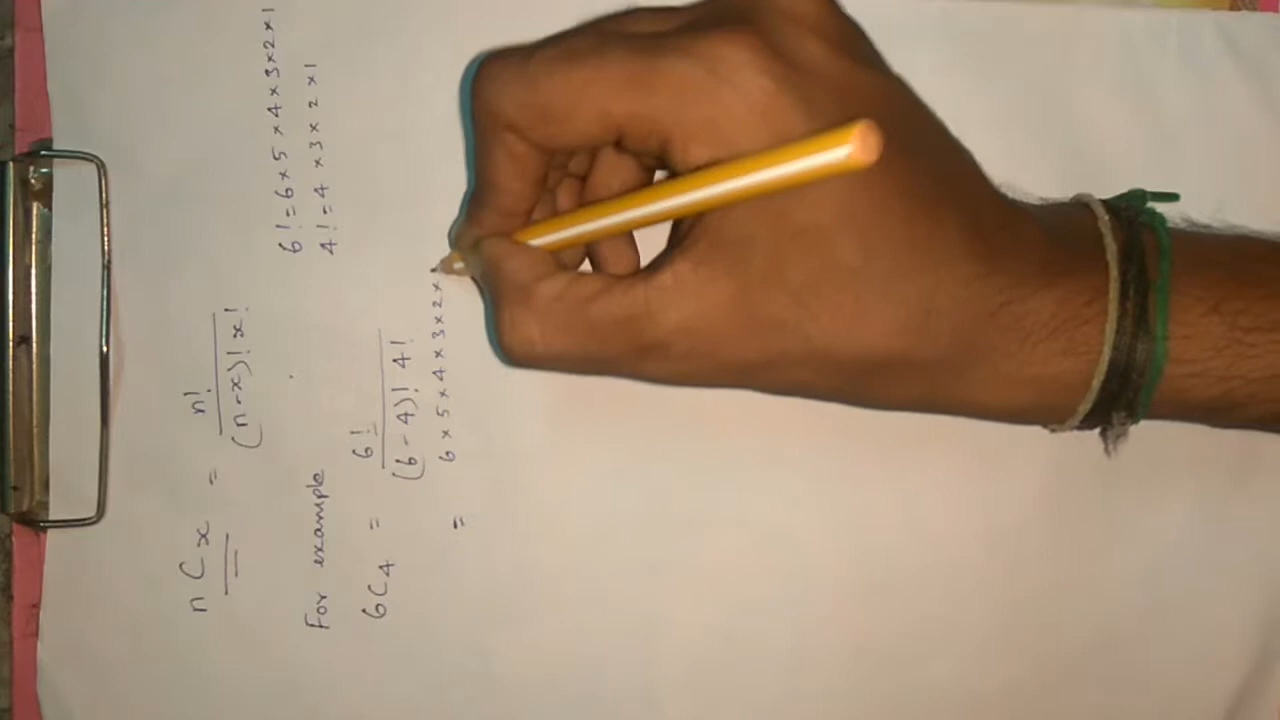 nCx = n! / (n-x)! x!
For example
6! = 6 x 5 x 4 x 3 x 2 x 1
4! = 4 x 3 x 2 x 1
6C4 = 6! / (6-4)! 4!
= 6 x 5 x 4 x 3 x 2 x